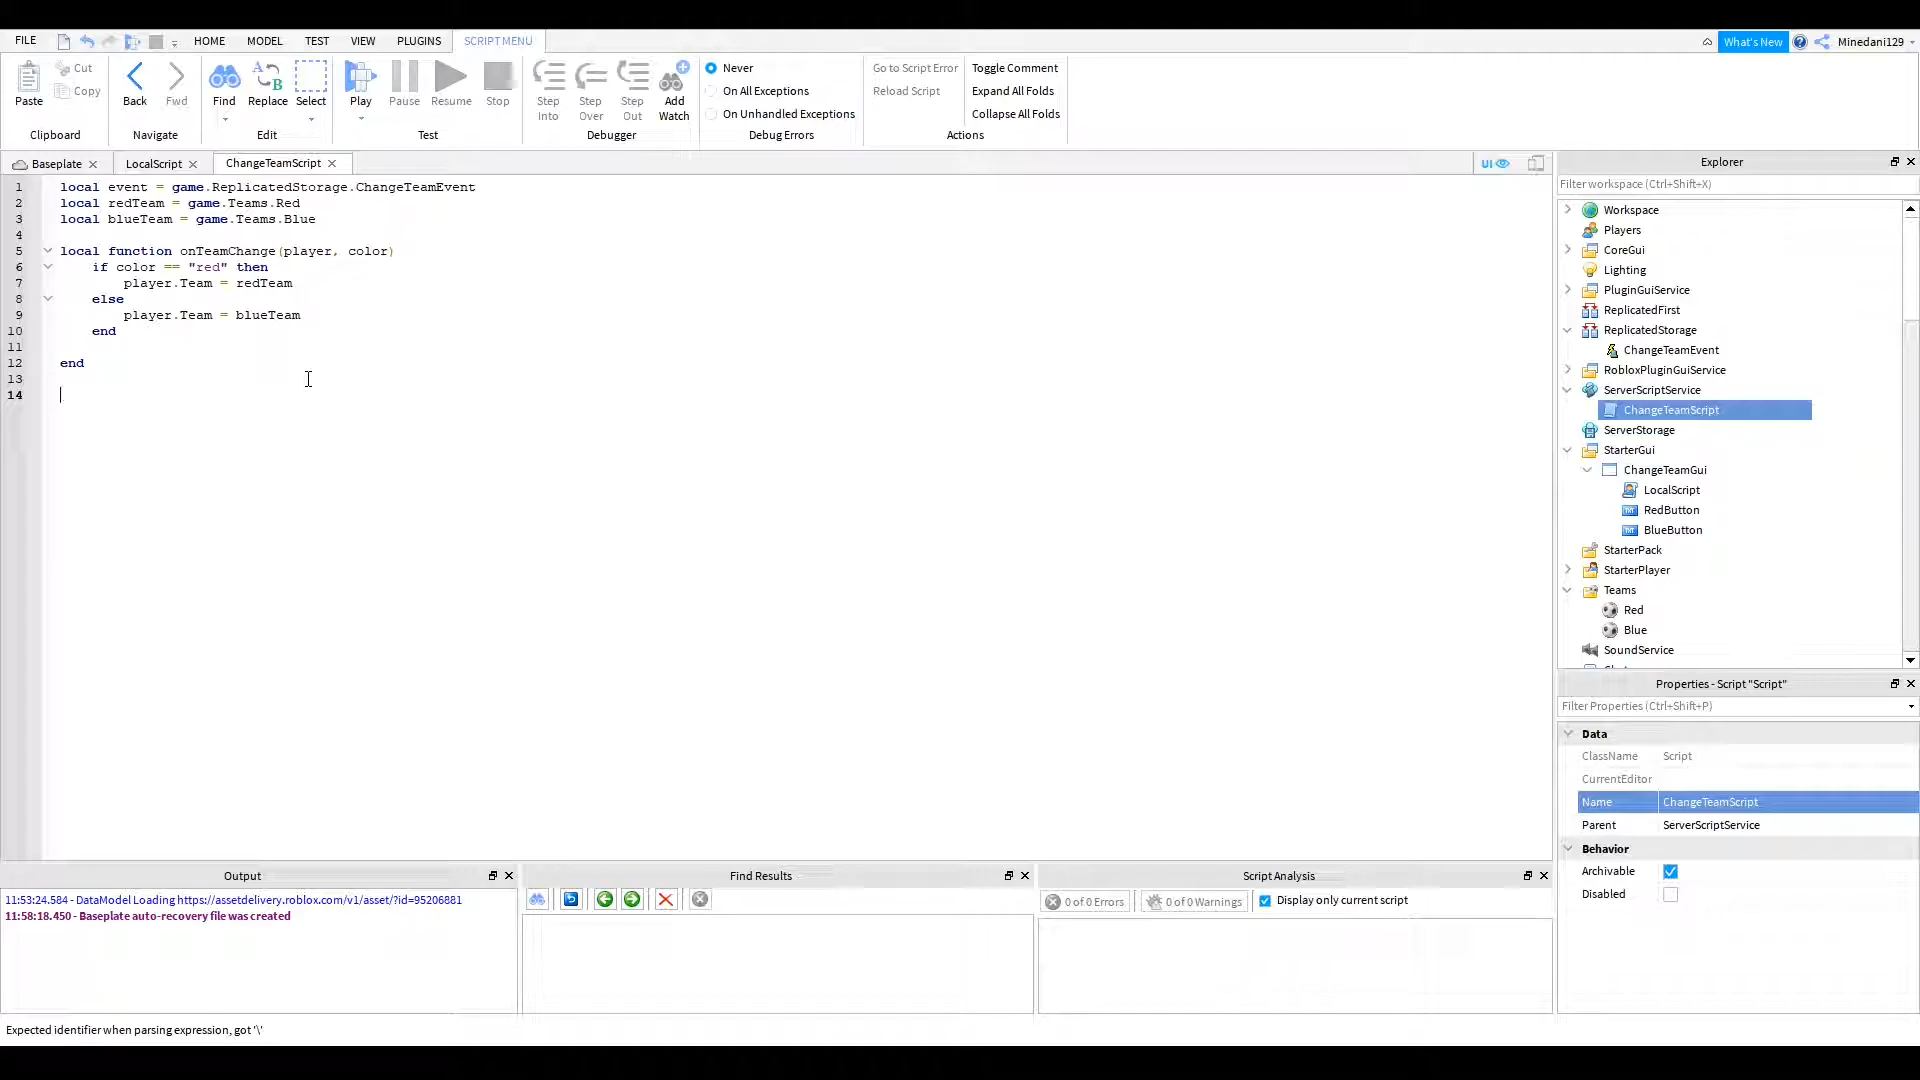 FILE HOME MODEL TEST VIEW PLUGINS SCRIPT MENU What's New Minedani129
Paste Cut Copy Back Fwd Find Replace Select Play Pause Resume Stop Step Into Step Over Step Out Add Watch
Never
On All Exceptions
On Unhandled Exceptions
Go to Script Error
Reload Script
Toggle Comment
Expand All Folds
Collapse All Folds
Clipboard Navigate Edit Test Debugger Debug Errors Actions
Baseplate LocalScript ChangeTeamScript UI
1 local event = game.ReplicatedStorage.ChangeTeamEvent
2 local redTeam = game.Teams.Red
3 local blueTeam = game.Teams.Blue
4
5 local function onTeamChange(player, color)
6 if color == "red" then
7 player.Team = redTeam
8 else
9 player.Team = blueTeam
10 end
11
12 end
13
14
Explorer
Filter workspace (Ctrl+Shift+X)
Workspace
Players
CoreGui
Lighting
PluginGuiService
ReplicatedFirst
ReplicatedStorage
ChangeTeamEvent
RobloxPluginGuiService
ServerScriptService
ChangeTeamScript
ServerStorage
StarterGui
ChangeTeamGui
LocalScript
RedButton
BlueButton
StarterPack
StarterPlayer
Teams
Red
Blue
SoundService
Properties - Script "Script"
Filter Properties (Ctrl+Shift+P)
Data
ClassName Script
CurrentEditor
Name ChangeTeamScript
Parent ServerScriptService
Behavior
Archivable
Disabled
Output
11:53:24.584 - DataModel Loading https://assetdelivery.roblox.com/v1/asset/?id=95206881
11:58:18.450 - Baseplate auto-recovery file was created
Find Results
Script Analysis
0 of 0 Errors 0 of 0 Warnings Display only current script
Expected identifier when parsing expression, got '\'